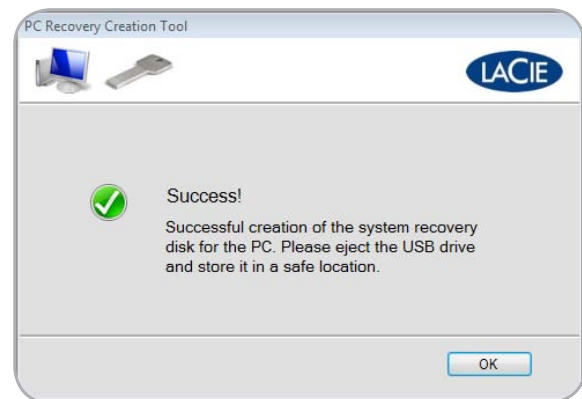 PC Recovery Creation Tool
LACIE
Success!
Successful creation of the system recovery
disk for the PC. Please eject the USB drive
and store it in a safe location.
OK